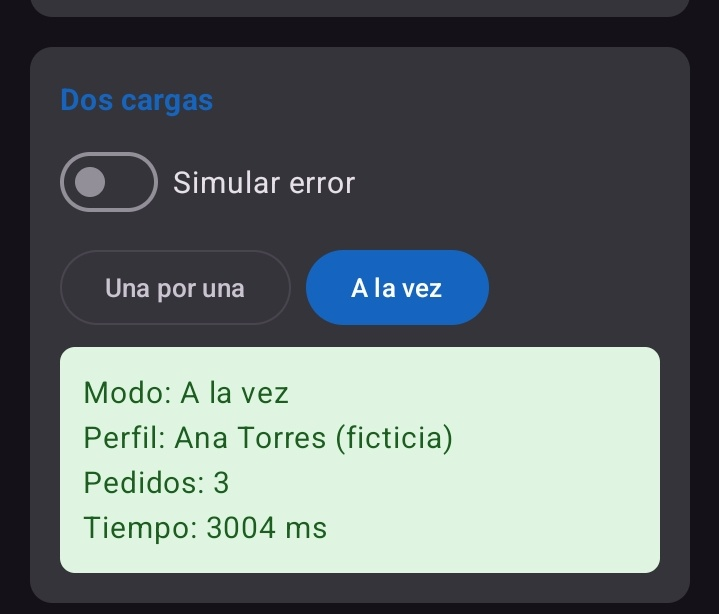 Dos cargas
Simular error
Una por una
A la vez
Modo: A la vez
Perfil: Ana Torres (ficticia)
Pedidos: 3
Tiempo: 3004 ms